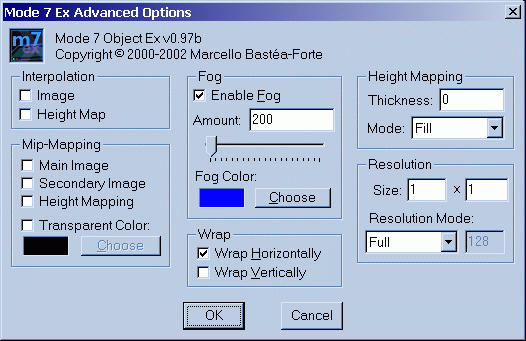 Mode 7 Ex Advanced Options
m7
ex
Mode 7 Object Ex v0.97b
Copyright © 2000-2002 Marcello Bastéa-Forte
Interpolation
Image
Height Map
Mip-Mapping
Main Image
Secondary Image
Height Mapping
Transparent Color:
Choose
Fog
Enable Fog
Amount: 200
Fog Color:
Choose
Wrap
Wrap Horizontally
Wrap Vertically
Height Mapping
Thickness: 0
Mode: Fill
Resolution
Size: 1 x 1
Resolution Mode:
Full 128
OK Cancel